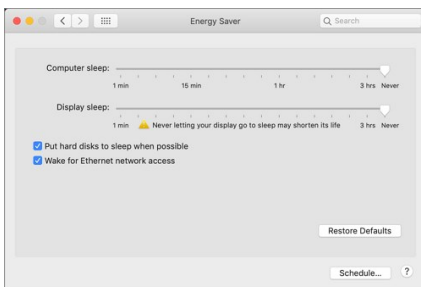 Energy Saver
Search
Computer sleep:
1 min 15 min 1 hr 3 hrs Never
Display sleep:
1 min Never letting your display go to sleep may shorten its life 3 hrs Never
Put hard disks to sleep when possible
Wake for Ethernet network access
Restore Defaults
Schedule... ?